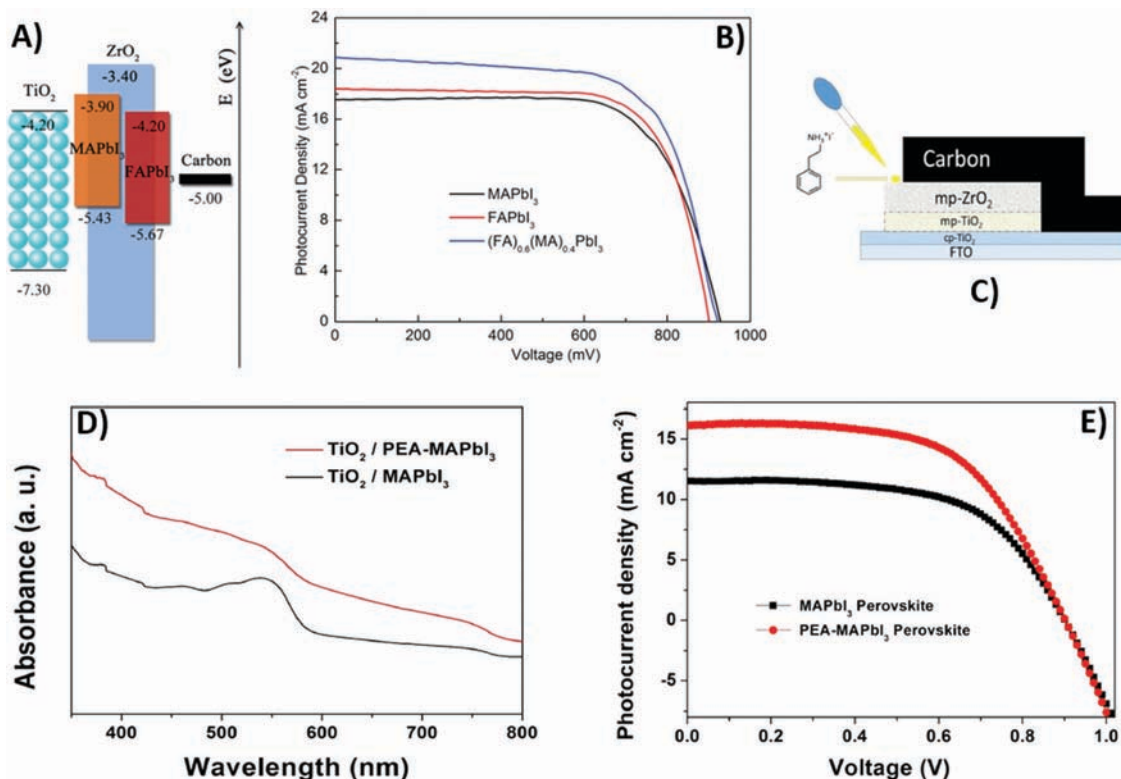 A)
ZrO₂
-3.40
TiO₂
-4.20
-3.90
MAPbI₃
-4.20
FAPbI₃
Carbon
-5.00
-5.43
-5.67
-7.30
E (eV)
B)
Photocurrent Density (mA cm⁻²)
24
20
16
12
8
4
0
MAPbI₃
FAPbI₃
(FA)₀.₆(MA)₀.₄PbI₃
0 200 400 600 800 1000
Voltage (mV)
NH₃⁺I⁻
Carbon
mp-ZrO₂
mp-TiO₂
cp-TiO₂
FTO
C)
D)
TiO₂ / PEA-MAPbI₃
TiO₂ / MAPbI₃
Absorbance (a. u.)
400 500 600 700 800
Wavelength (nm)
E)
Photocurrent density (mA cm⁻²)
15
10
5
0
-5
MAPbI₃ Perovskite
PEA-MAPbI₃ Perovskite
0.0 0.2 0.4 0.6 0.8 1.0
Voltage (V)